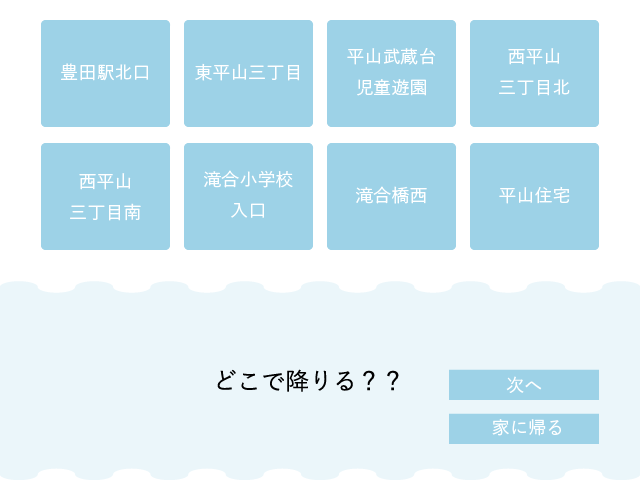 豊田駅北口
東平山三丁目
平山武蔵台
児童遊園
西平山
三丁目北
西平山
三丁目南
滝合小学校
入口
滝合橋西
平山住宅
どこで降りる？？
次へ
家に帰る